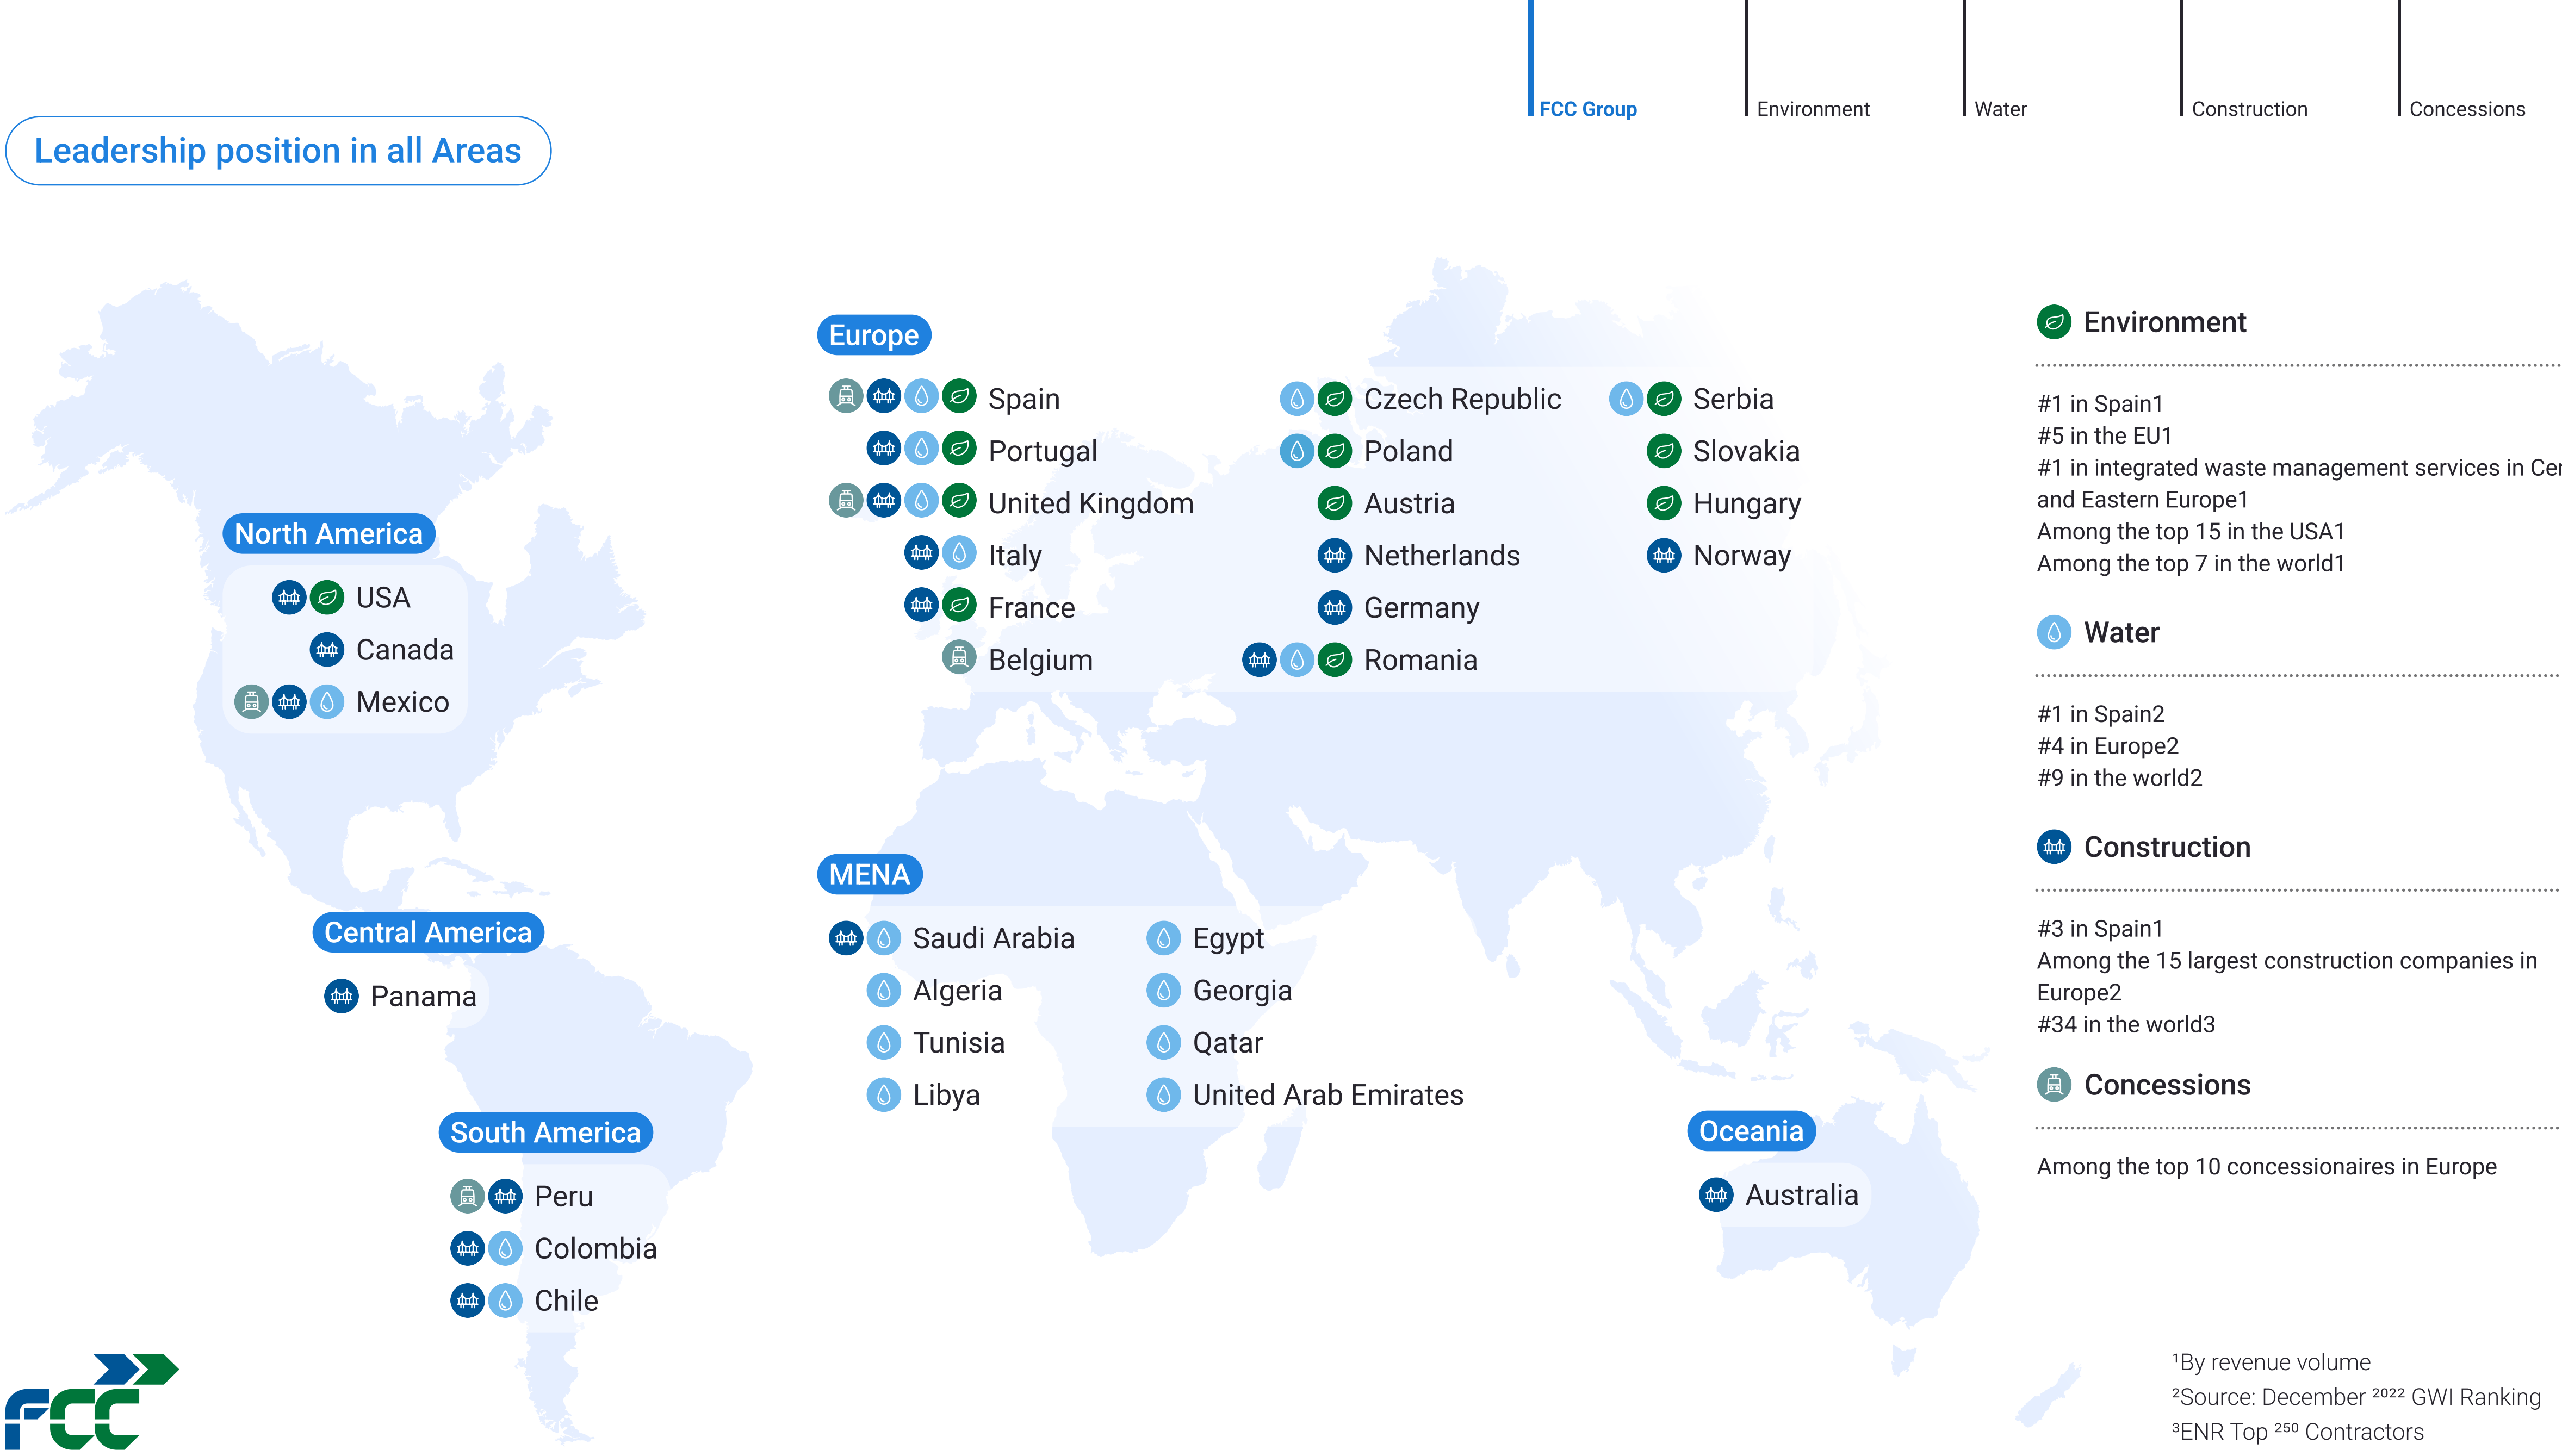 FCC Group
Environment
Water
Construction
Concessions
Leadership position in all Areas
North America
USA
Canada
Mexico
Central America
Panama
South America
Peru
Colombia
Chile
Europe
Spain
Portugal
United Kingdom
Italy
France
Belgium
Czech Republic
Poland
Austria
Netherlands
Germany
Romania
Serbia
Slovakia
Hungary
Norway
MENA
Saudi Arabia
Algeria
Tunisia
Libya
Egypt
Georgia
Qatar
United Arab Emirates
Oceania
Australia
Environment
#1 in Spain1
#5 in the EU1
#1 in integrated waste management services in
and Eastern Europe1
Among the top 15 in the USA1
Among the top 7 in the world1
Water
#1 in Spain2
#4 in Europe2
#9 in the world2
Construction
#3 in Spain1
Among the 15 largest construction companies in
Europe2
#34 in the world3
Concessions
Among the top 10 concessionaires in Europe
¹By revenue volume
²Source: December ²⁰²² GWI Ranking
³ENR Top ²⁵⁰ Contractors
FCC